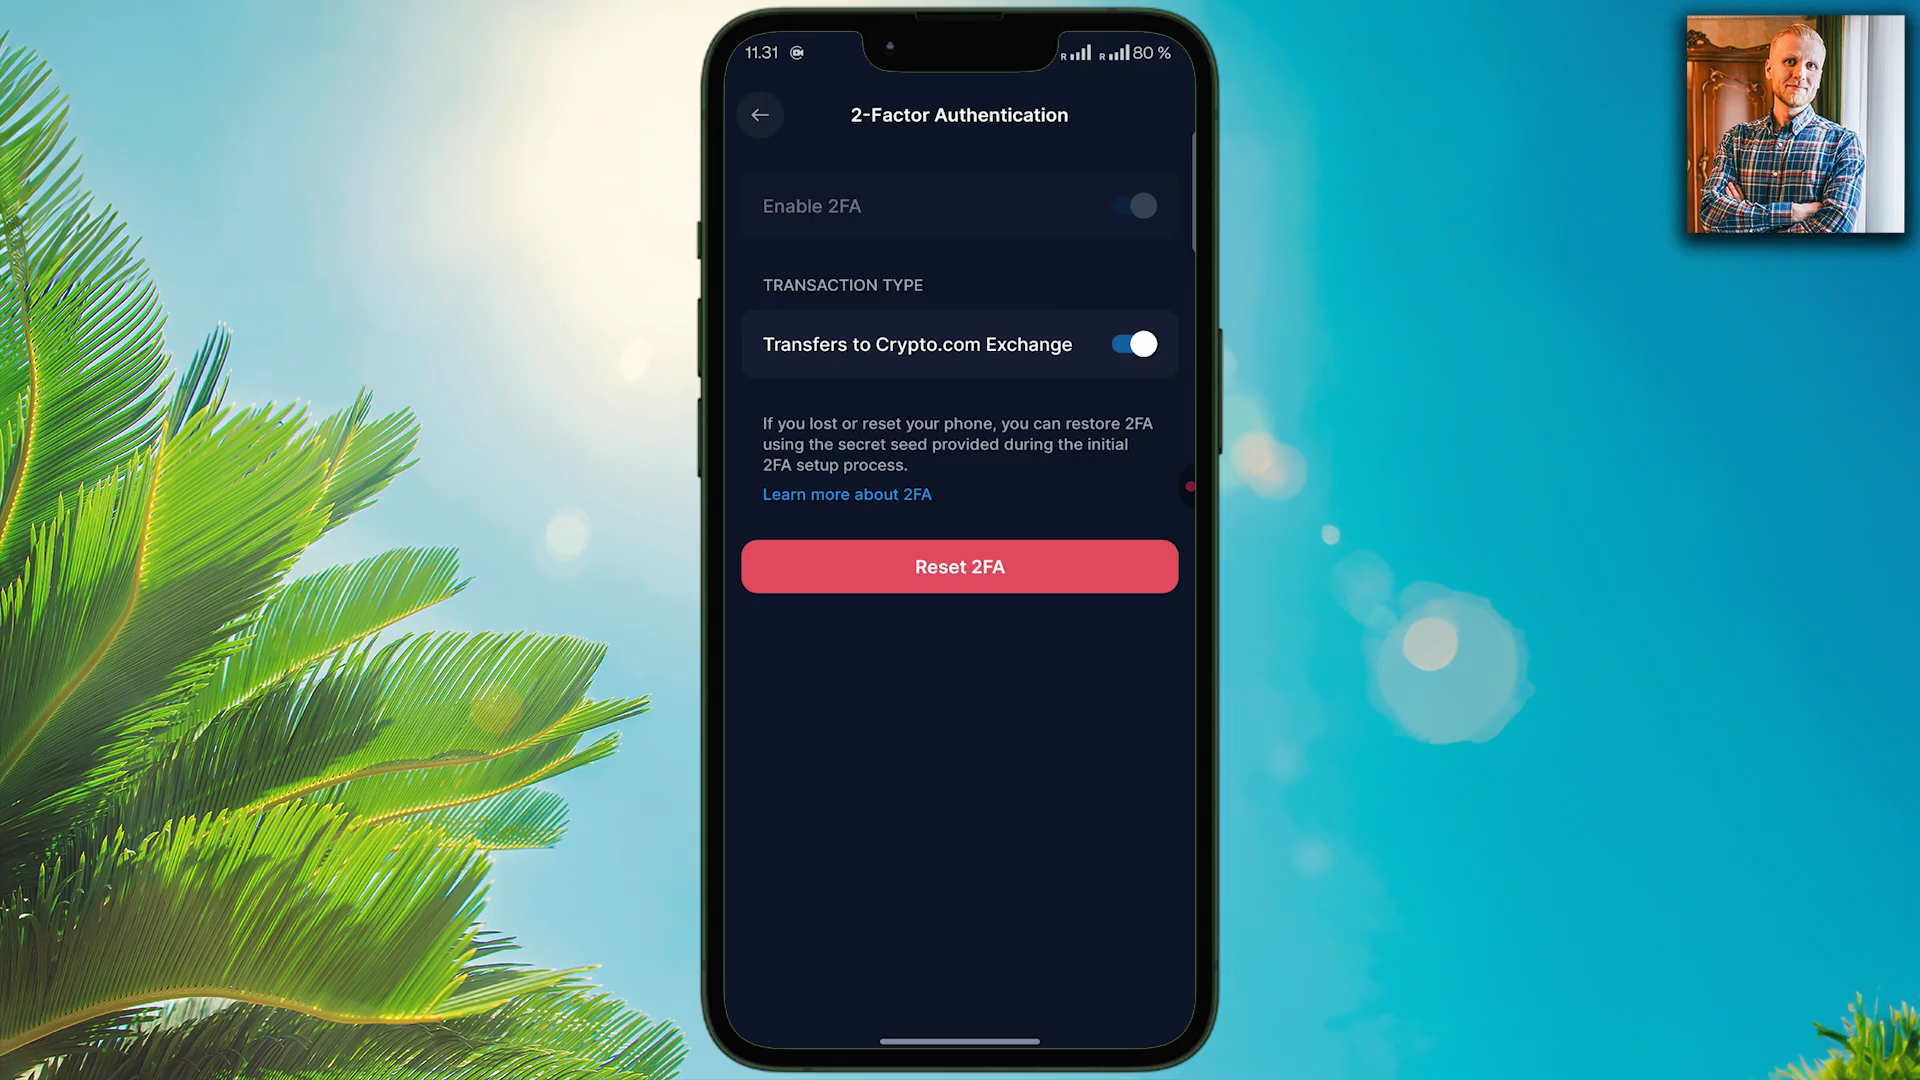 11.31
R R 80 %
2-Factor Authentication
Enable 2FA
TRANSACTION TYPE
Transfers to Crypto.com Exchange
If you lost or reset your phone, you can restore 2FA
using the secret seed provided during the initial
2FA setup process.
Learn more about 2FA
Reset 2FA